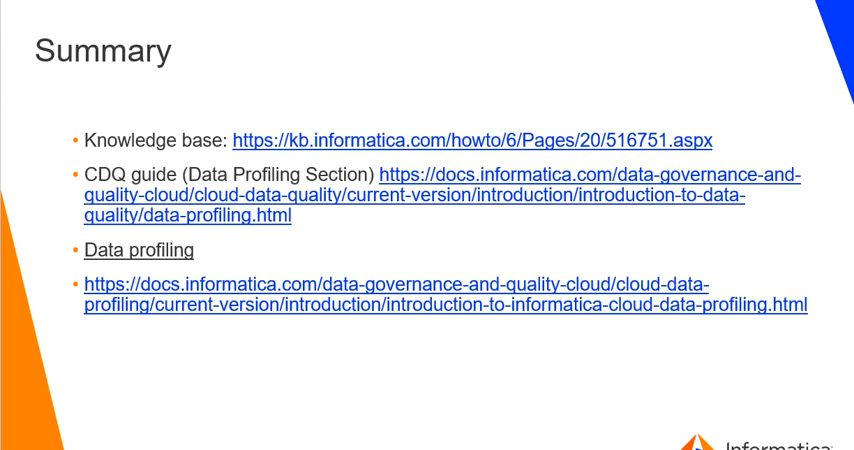 Summary
• Knowledge base: https://kb.informatica.com/howto/6/Pages/20/516751.aspx
• CDQ guide (Data Profiling Section) https://docs.informatica.com/data-governance-and-
quality-cloud/cloud-data-quality/current-version/introduction/introduction-to-data-
quality/data-profiling.html
• Data profiling
• https://docs.informatica.com/data-governance-and-quality-cloud/cloud-data-
profiling/current-version/introduction/introduction-to-informatica-cloud-data-profiling.html
Informatica